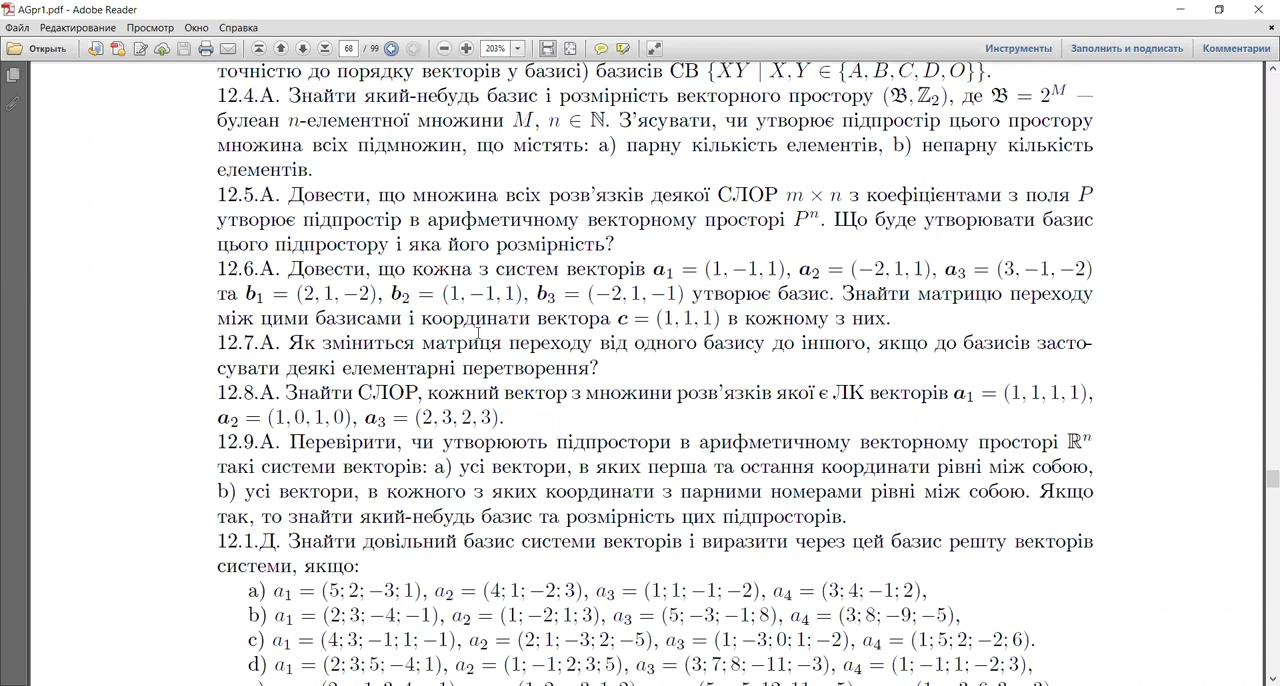 AGpr1.pdf - Adobe Reader
Файл Редактирование Просмотр Окно Справка
Открыть 68 / 99 203% Инструменты Заполнить и подписать Комментарии
точністю до порядку векторів у базисі) базисів СВ {XY | X, Y ∈ {A, B, C, D, O}}.
12.4.А. Знайти який-небудь базис і розмірність векторного простору (𝔅, ℤ₂), де 𝔅 = 2ᴹ —
булеан n-елементної множини M, n ∈ ℕ. З'ясувати, чи утворює підпростір цього простору
множина всіх підмножин, що містять: a) парну кількість елементів, b) непарну кількість
елементів.
12.5.А. Довести, що множина всіх розв'язків деякої СЛОР m × n з коефіцієнтами з поля P
утворює підпростір в арифметичному векторному просторі Pⁿ. Що буде утворювати базис
цього підпростору і яка його розмірність?
12.6.А. Довести, що кожна з систем векторів a₁ = (1, −1, 1), a₂ = (−2, 1, 1), a₃ = (3, −1, −2)
та b₁ = (2, 1, −2), b₂ = (1, −1, 1), b₃ = (−2, 1, −1) утворює базис. Знайти матрицю переходу
між цими базисами і координати вектора c = (1, 1, 1) в кожному з них.
12.7.А. Як зміниться матриця переходу від одного базису до іншого, якщо до базисів засто-
сувати деякі елементарні перетворення?
12.8.А. Знайти СЛОР, кожний вектор з множини розв'язків якої є ЛК векторів a₁ = (1, 1, 1, 1),
a₂ = (1, 0, 1, 0), a₃ = (2, 3, 2, 3).
12.9.А. Перевірити, чи утворюють підпростори в арифметичному векторному просторі ℝⁿ
такі системи векторів: a) усі вектори, в яких перша та остання координати рівні між собою,
b) усі вектори, в кожного з яких координати з парними номерами рівні між собою. Якщо
так, то знайти який-небудь базис та розмірність цих підпросторів.
12.1.Д. Знайти довільний базис системи векторів і виразити через цей базис решту векторів
системи, якщо:
a) a₁ = (5; 2; −3; 1), a₂ = (4; 1; −2; 3), a₃ = (1; 1; −1; −2), a₄ = (3; 4; −1; 2),
b) a₁ = (2; 3; −4; −1), a₂ = (1; −2; 1; 3), a₃ = (5; −3; −1; 8), a₄ = (3; 8; −9; −5),
c) a₁ = (4; 3; −1; 1; −1), a₂ = (2; 1; −3; 2; −5), a₃ = (1; −3; 0; 1; −2), a₄ = (1; 5; 2; −2; 6).
d) a₁ = (2; 3; 5; −4; 1), a₂ = (1; −1; 2; 3; 5), a₃ = (3; 7; 8; −11; −3), a₄ = (1; −1; 1; −2; 3),